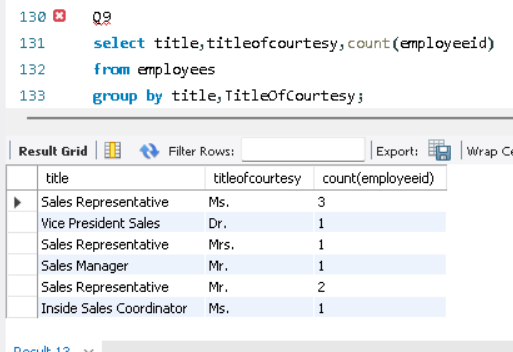 130 Q9
131 select title,titleofcourtesy,count(employeeid)
132 from employees
133 group by title,TitleOfCourtesy;
Result Grid Filter Rows: Export: Wrap Ce
title titleofcourtesy count(employeeid)
Sales Representative Ms. 3
Vice President Sales Dr. 1
Sales Representative Mrs. 1
Sales Manager Mr. 1
Sales Representative Mr. 2
Inside Sales Coordinator Ms. 1
Result 13